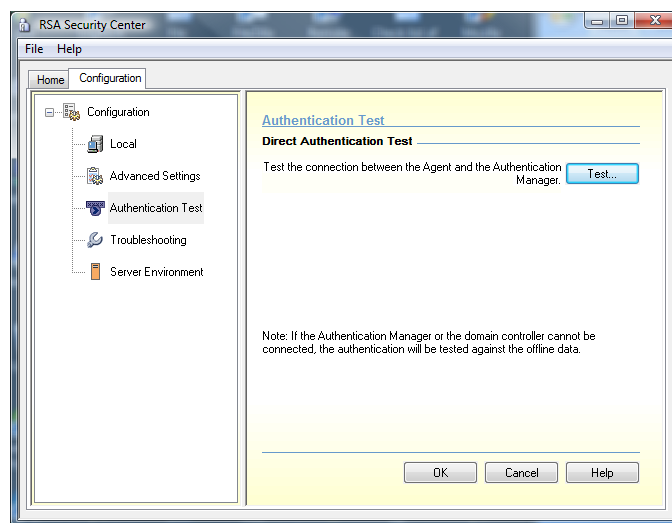 RSA Security Center
File Help
Home Configuration
Configuration
Local
Advanced Settings
Authentication Test
Troubleshooting
Server Environment
Authentication Test
Direct Authentication Test
Test the connection between the Agent and the Authentication
Manager.
Test...
Note: If the Authentication Manager or the domain controller cannot be
connected, the authentication will be tested against the offline data.
OK Cancel Help